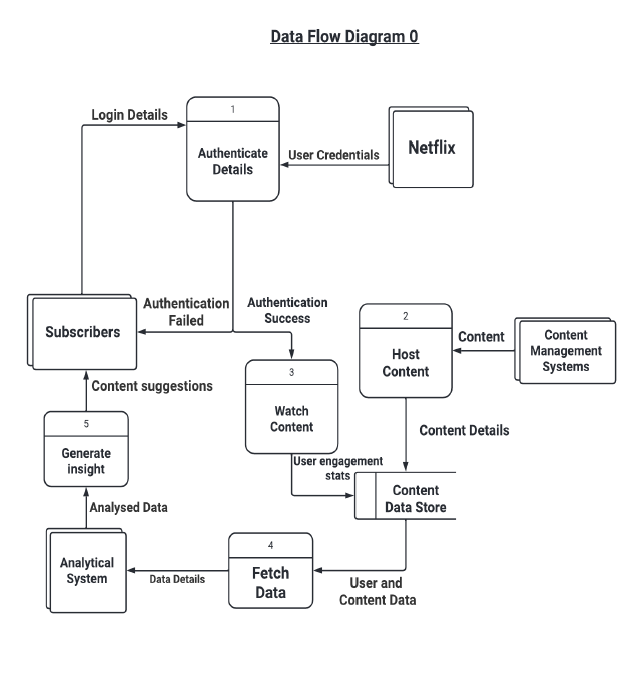 Data Flow Diagram 0
1
Login Details
Authenticate
Details
User Credentials
Netflix
Authentication
Failed
Authentication
Success
Subscribers
2
Host
Content
Content
Content
Management
Systems
3
Watch
Content
Content suggestions
5
Generate
insight
Content Details
User engagement
stats
Content
Data Store
Analysed Data
4
Fetch
Data
Analytical
System
Data Details
User and
Content Data